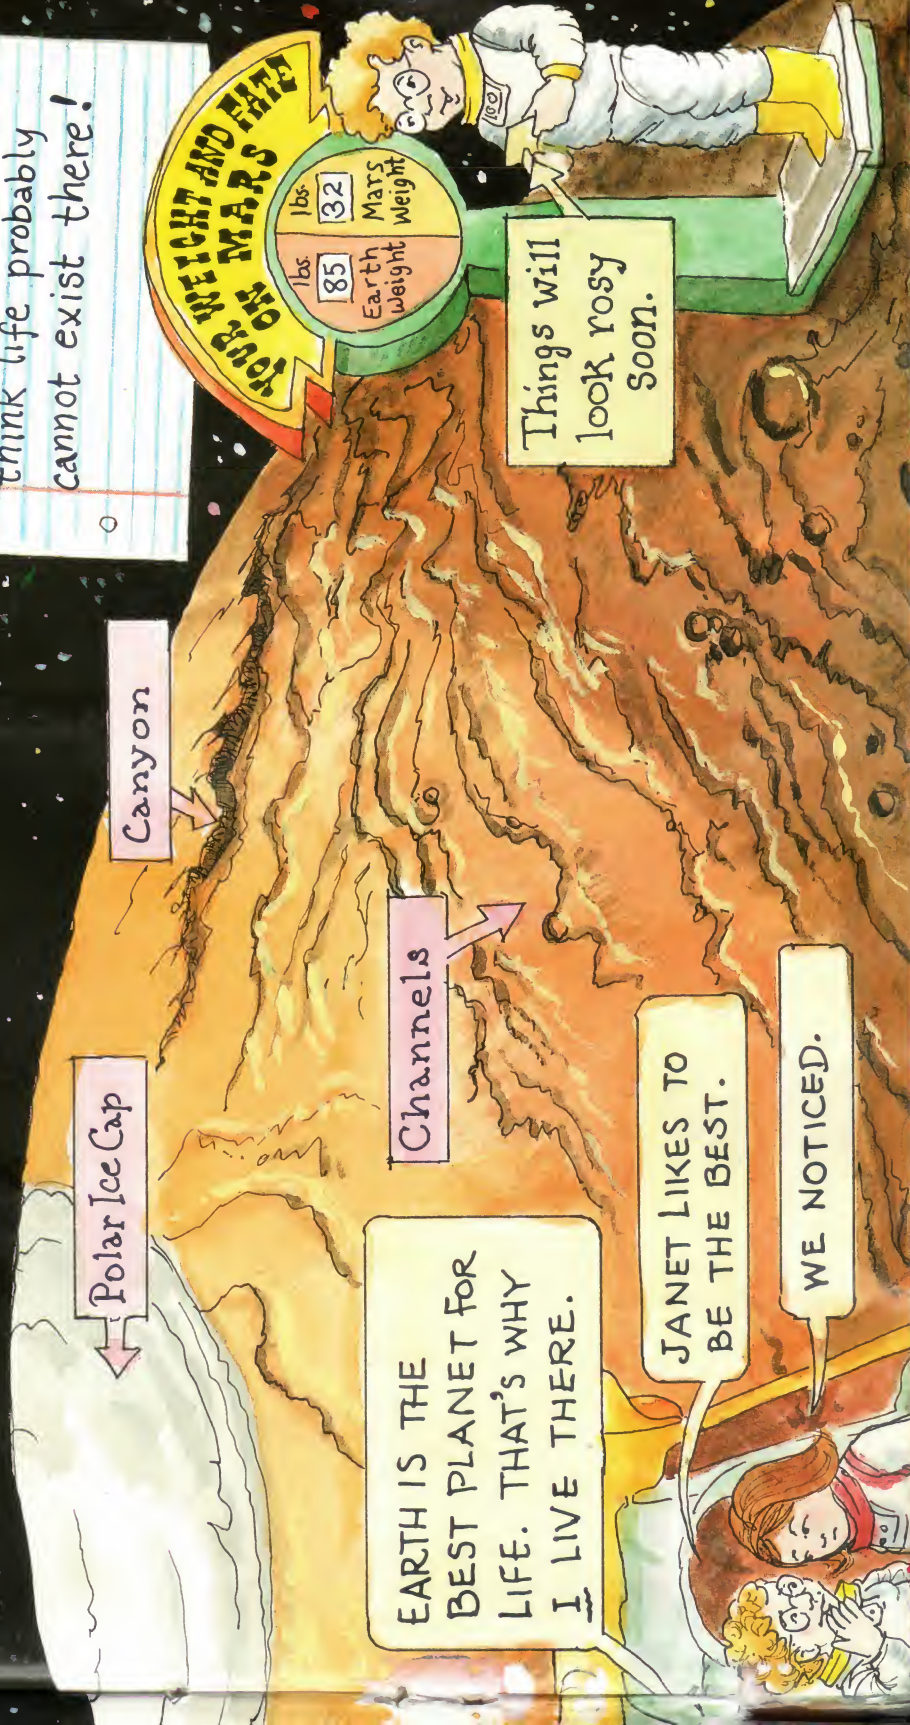 think life probably
cannot exist there!
YOUR WEIGHT AND FATE
ON MARS
lbs.
85
Earth
Weight
lbs.
32
Mars
Weight
Things will
look rosy
soon.
Canyon
Polar Ice Cap
Channels
EARTH IS THE
BEST PLANET FOR
LIFE. THAT'S WHY
I LIVE THERE.
JANET LIKES TO
BE THE BEST.
WE NOTICED.